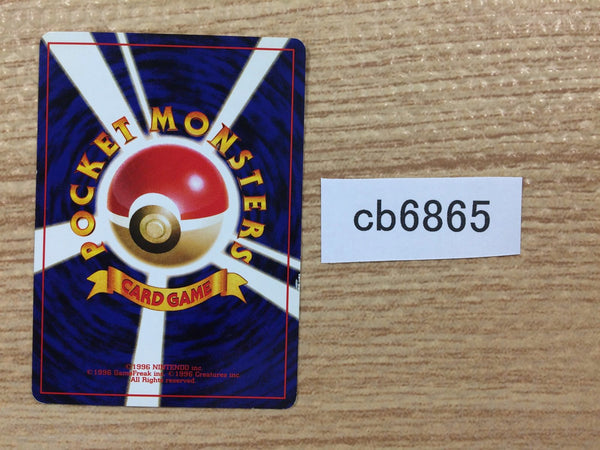 POCKET MONSTERS
CARD GAME
©1996 NINTENDO inc.
©1996 GameFreak inc. ©1996 Creatures inc.
All Rights reserved.
cb6865